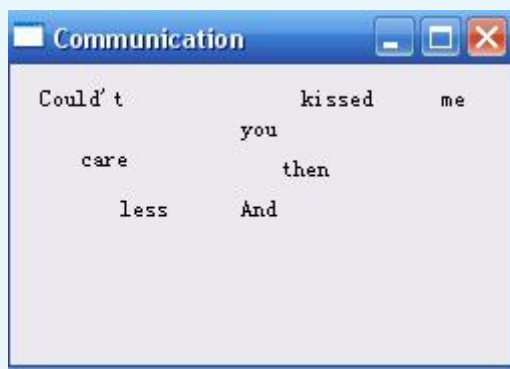 Communication
Could't kissed me
you
care then
less And